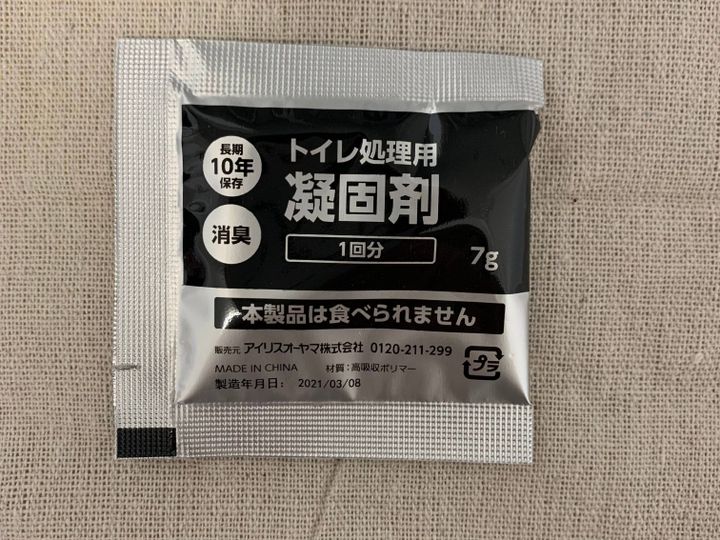 長期
10年
保存
トイレ処理用
凝固剤
消臭
1回分
7g
本製品は食べられません
販売元 アイリスオーヤマ株式会社 0120-211-299
MADE IN CHINA 材質:高吸収ポリマー
製造年月日: 2021/03/08
プラ